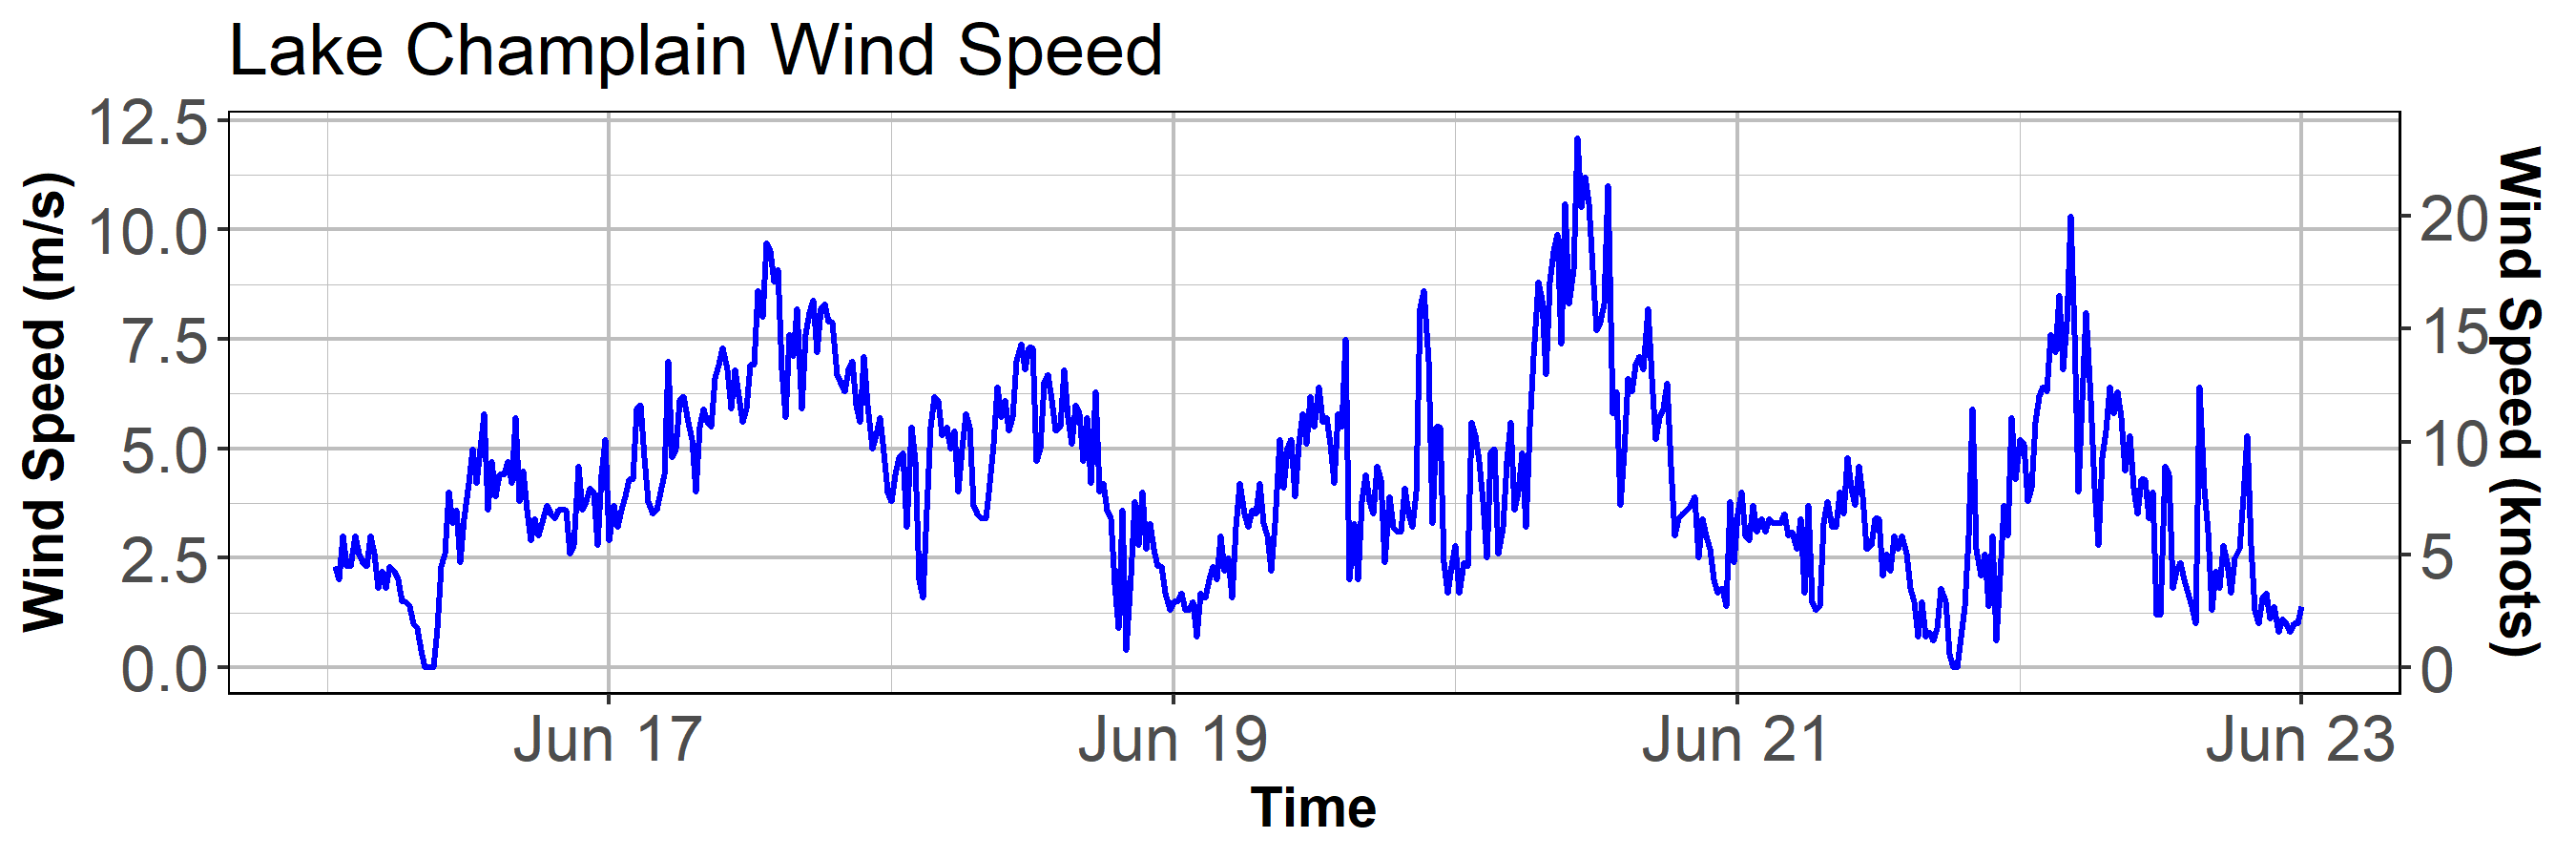 Lake Champlain Wind Speed
Wind Speed (m/s)
12.5
10.0
7.5
5.0
2.5
0.0
20
15
10
5
0
Wind Speed (knots)
Jun 17 Jun 19 Jun 21 Jun 23
Time